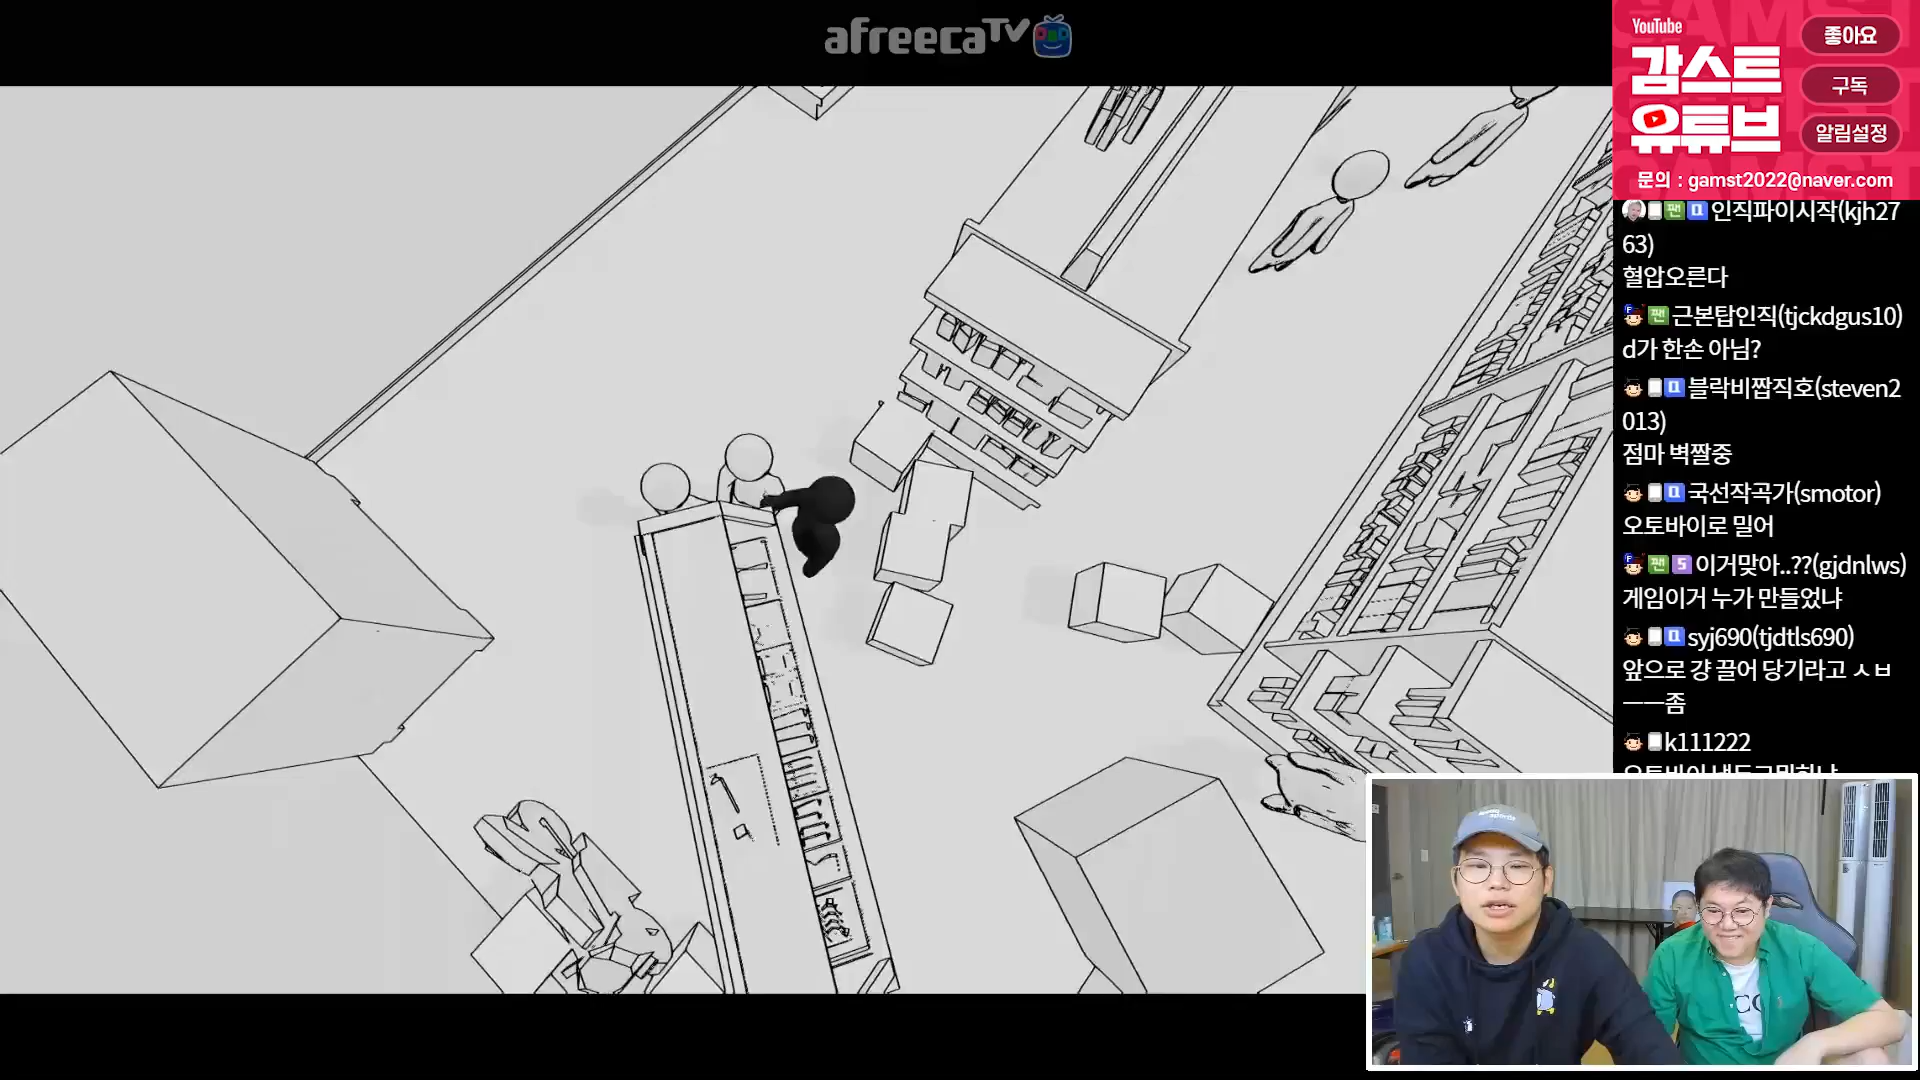 afreecaTV
YouTube
감스트
유튜브
좋아요
구독
알림설정
문의 : gamst2022@naver.com
팬 인직파이시작(kjh27
63)
혈압오른다
팬 근본탑인직(tjckdgus10)
d가 한손 아님?
블락비짭직호(steven2
013)
점마 벽짤중
국선작곡가(smotor)
오토바이로 밀어
팬 5 이거맞아..??(gjdnlws)
게임이거 누가 만들었냐
syj690(tjdtls690)
앞으로 걍 끌어 당기라고 ㅅㅂ
ㅡㅡ좀
k111222